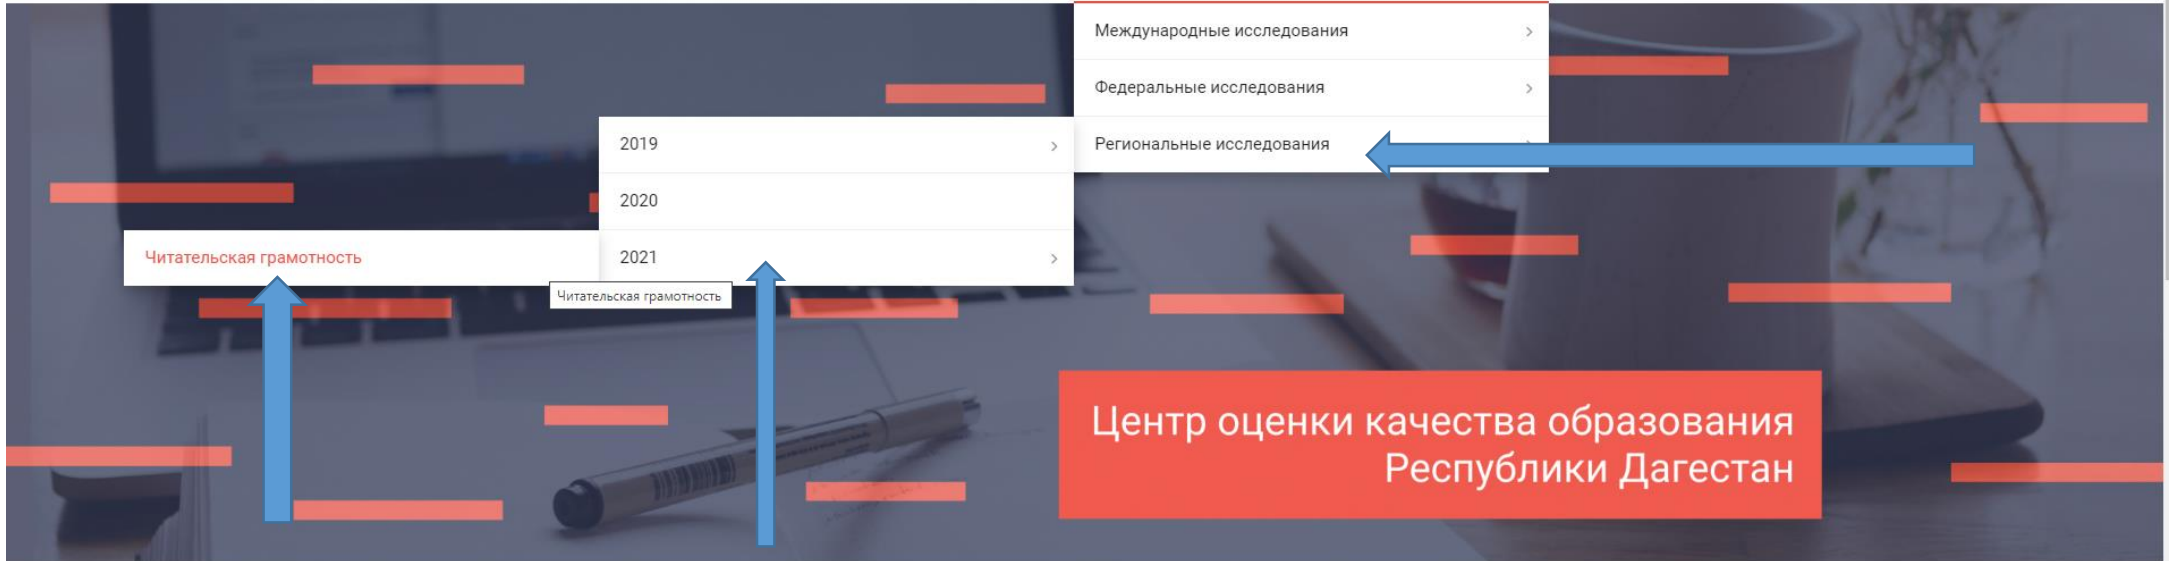 Международные исследования
Федеральные исследования
Региональные исследования
2019
2020
2021
Читательская грамотность
Читательская грамотность
Центр оценки качества образования
Республики Дагестан